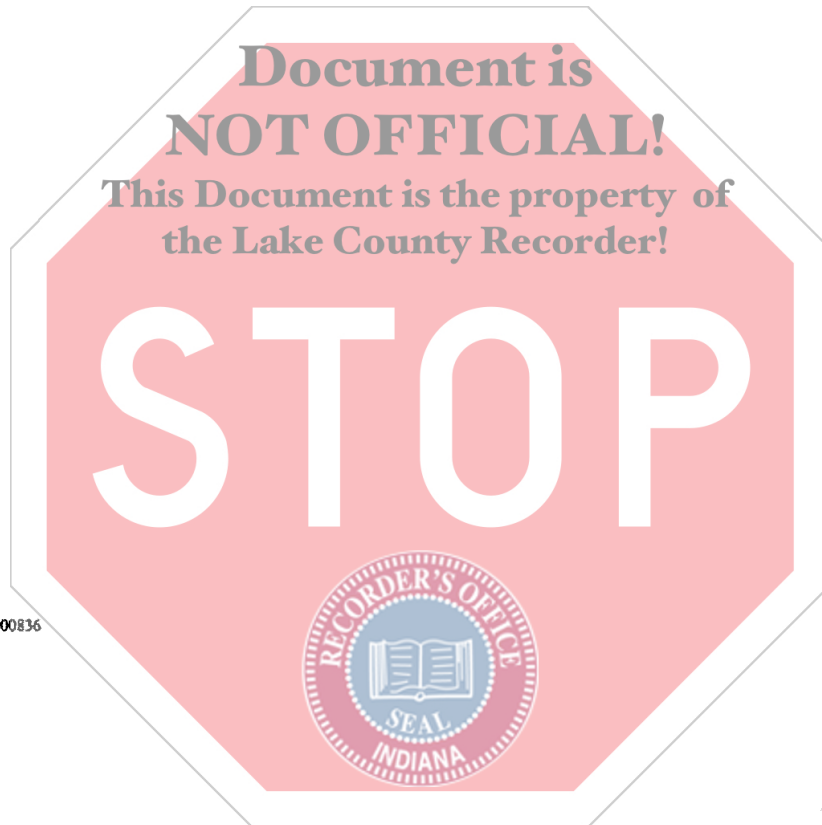 Document is
NOT OFFICIAL!
This Document is the property of
the Lake County Recorder!
STOP
00836
RECORDER'S OFFICE
SEAL
INDIANA